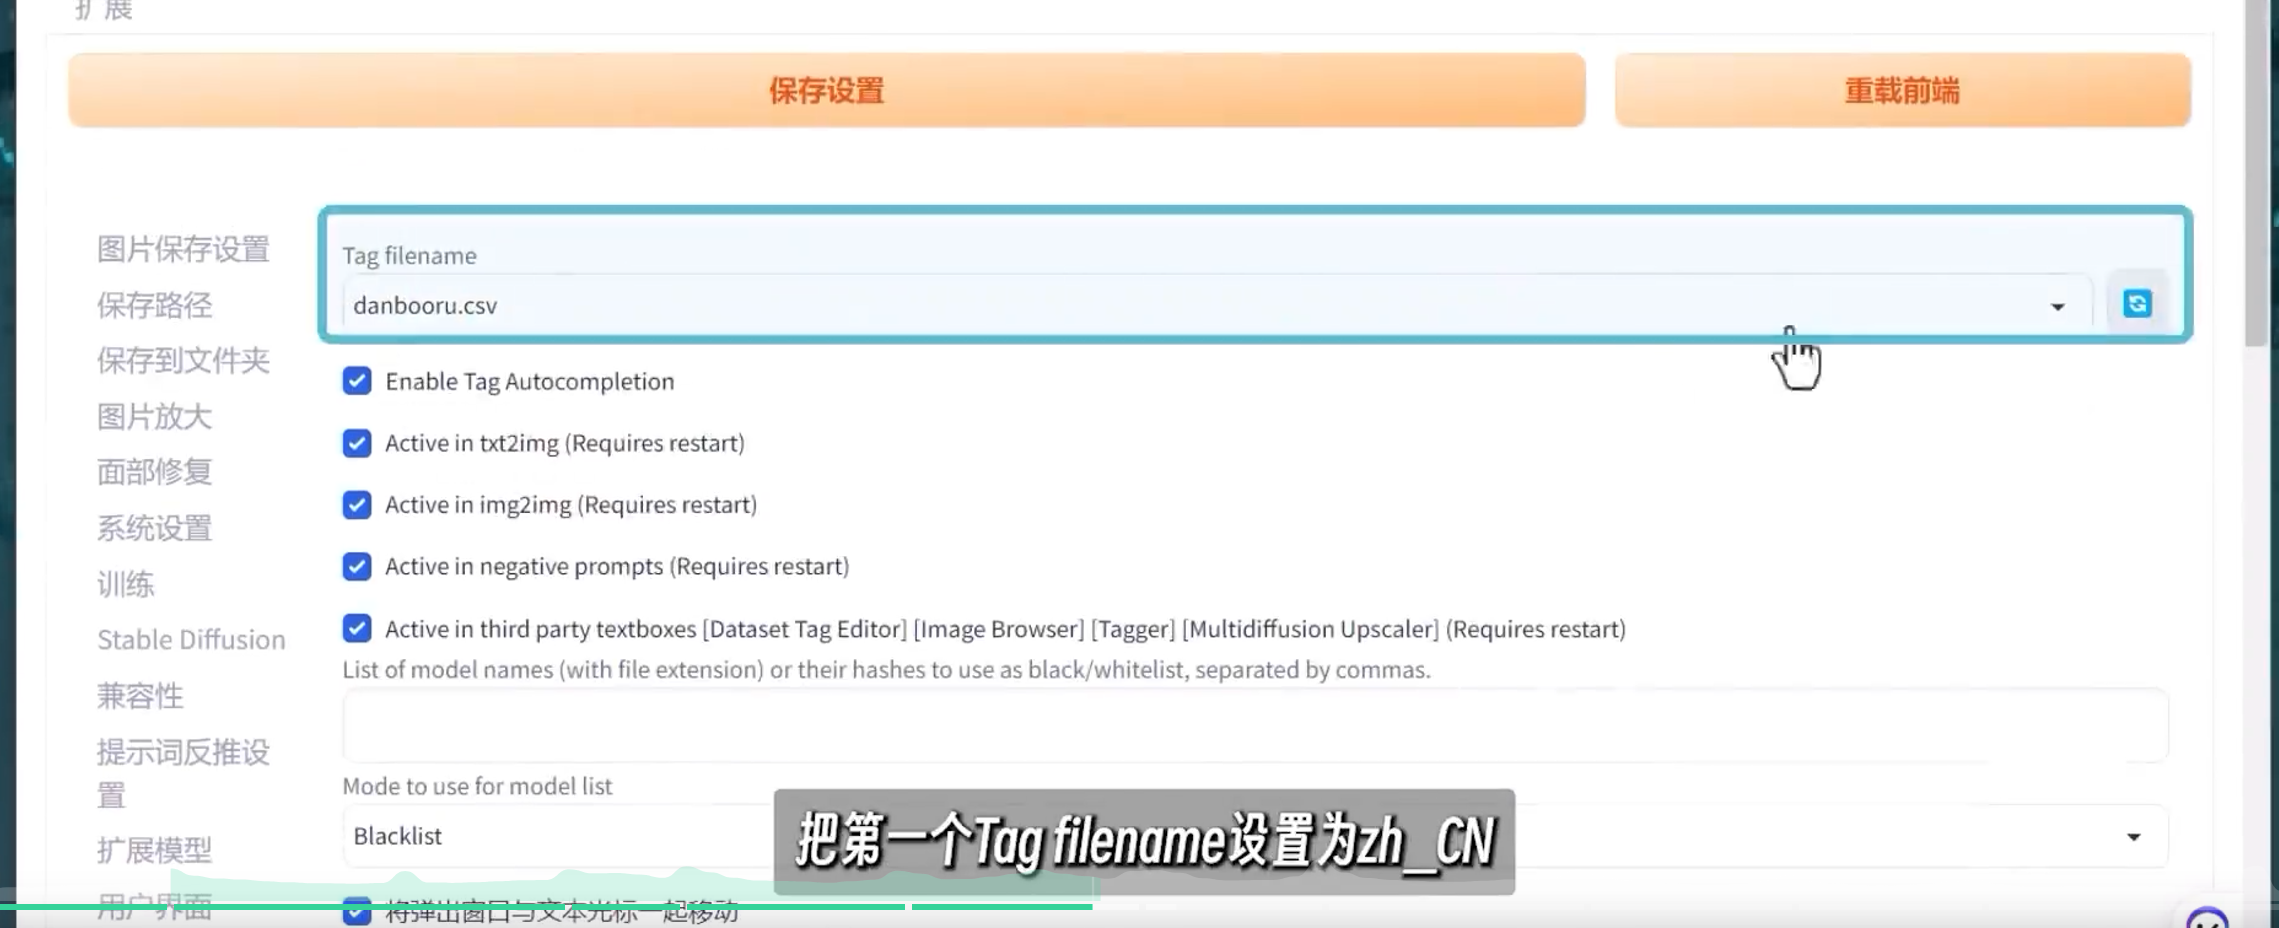 扩展
保存设置
重载前端
图片保存设置
保存路径
保存到文件夹
图片放大
面部修复
系统设置
训练
Stable Diffusion
兼容性
提示词反推设
置
扩展模型
用户界面
Tag filename
danbooru.csv
Enable Tag Autocompletion
Active in txt2img (Requires restart)
Active in img2img (Requires restart)
Active in negative prompts (Requires restart)
Active in third party textboxes [Dataset Tag Editor] [Image Browser] [Tagger] [Multidiffusion Upscaler] (Requires restart)
List of model names (with file extension) or their hashes to use as black/whitelist, separated by commas.
Mode to use for model list
Blacklist
将弹出窗口与文本光标一起移动
把第一个Tag filename设置为zh_CN